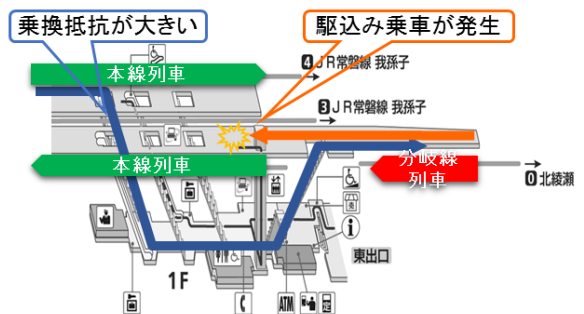 乗換抵抗が大きい
駆込み乗車が発生
本線列車
4 JR常磐線 我孫子
3 JR常磐線 我孫子
本線列車
分岐線
列車
0 北綾瀬
東出口
1F
ATM